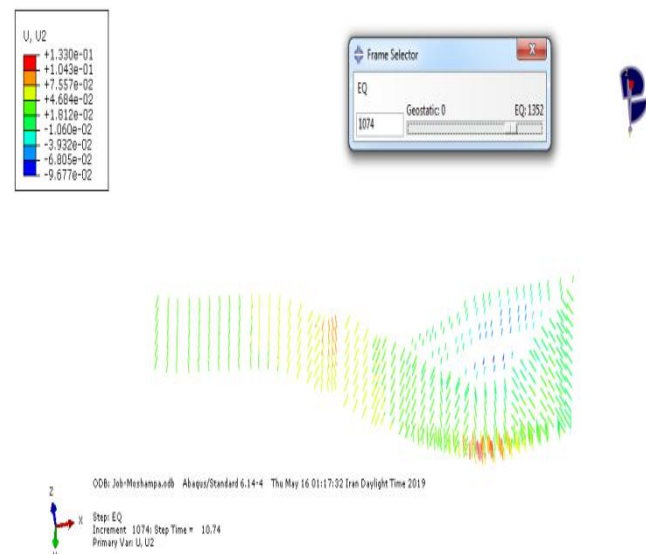 U, U2
+1.330e-01
+1.043e-01
+7.557e-02
+4.684e-02
+1.812e-02
-1.060e-02
-3.932e-02
-6.805e-02
-9.677e-02
Frame Selector
EQ
Geostatic: 0 EQ: 1352
1074
ODB: Job-Moshampa.odb Abaqus/Standard 6.14-4 Thu May 16 01:17:32 Iran Daylight Time 2019
Step: EQ
Increment 1074: Step Time = 10.74
Primary Var: U, U2
Z
X